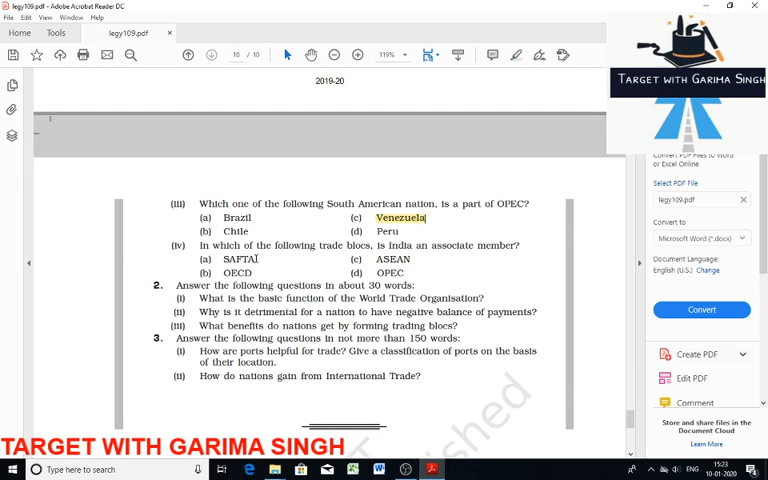 legy109.pdf - Adobe Acrobat Reader DC
File Edit View Window Help
Home Tools legy109.pdf ×
10 / 10 119%
2019-20
TARGET WITH GARIMA SINGH
Convert PDF Files to Word
or Excel Online
Select PDF File
legy109.pdf ×
Convert to
Microsoft Word (*.docx)
Document Language:
English (U.S.) Change
Convert
Create PDF
Edit PDF
Comment
Store and share files in the
Document Cloud
Learn More
(iii) Which one of the following South American nation, is a part of OPEC?
(a) Brazil (c) Venezuela
(b) Chile (d) Peru
(iv) In which of the following trade blocs, is India an associate member?
(a) SAFTA (c) ASEAN
(b) OECD (d) OPEC
2. Answer the following questions in about 30 words:
(i) What is the basic function of the World Trade Organisation?
(ii) Why is it detrimental for a nation to have negative balance of payments?
(iii) What benefits do nations get by forming trading blocs?
3. Answer the following questions in not more than 150 words:
(i) How are ports helpful for trade? Give a classification of ports on the basis
of their location.
(ii) How do nations gain from International Trade?
TARGET WITH GARIMA SINGH
Type here to search
15:23
10-01-2020